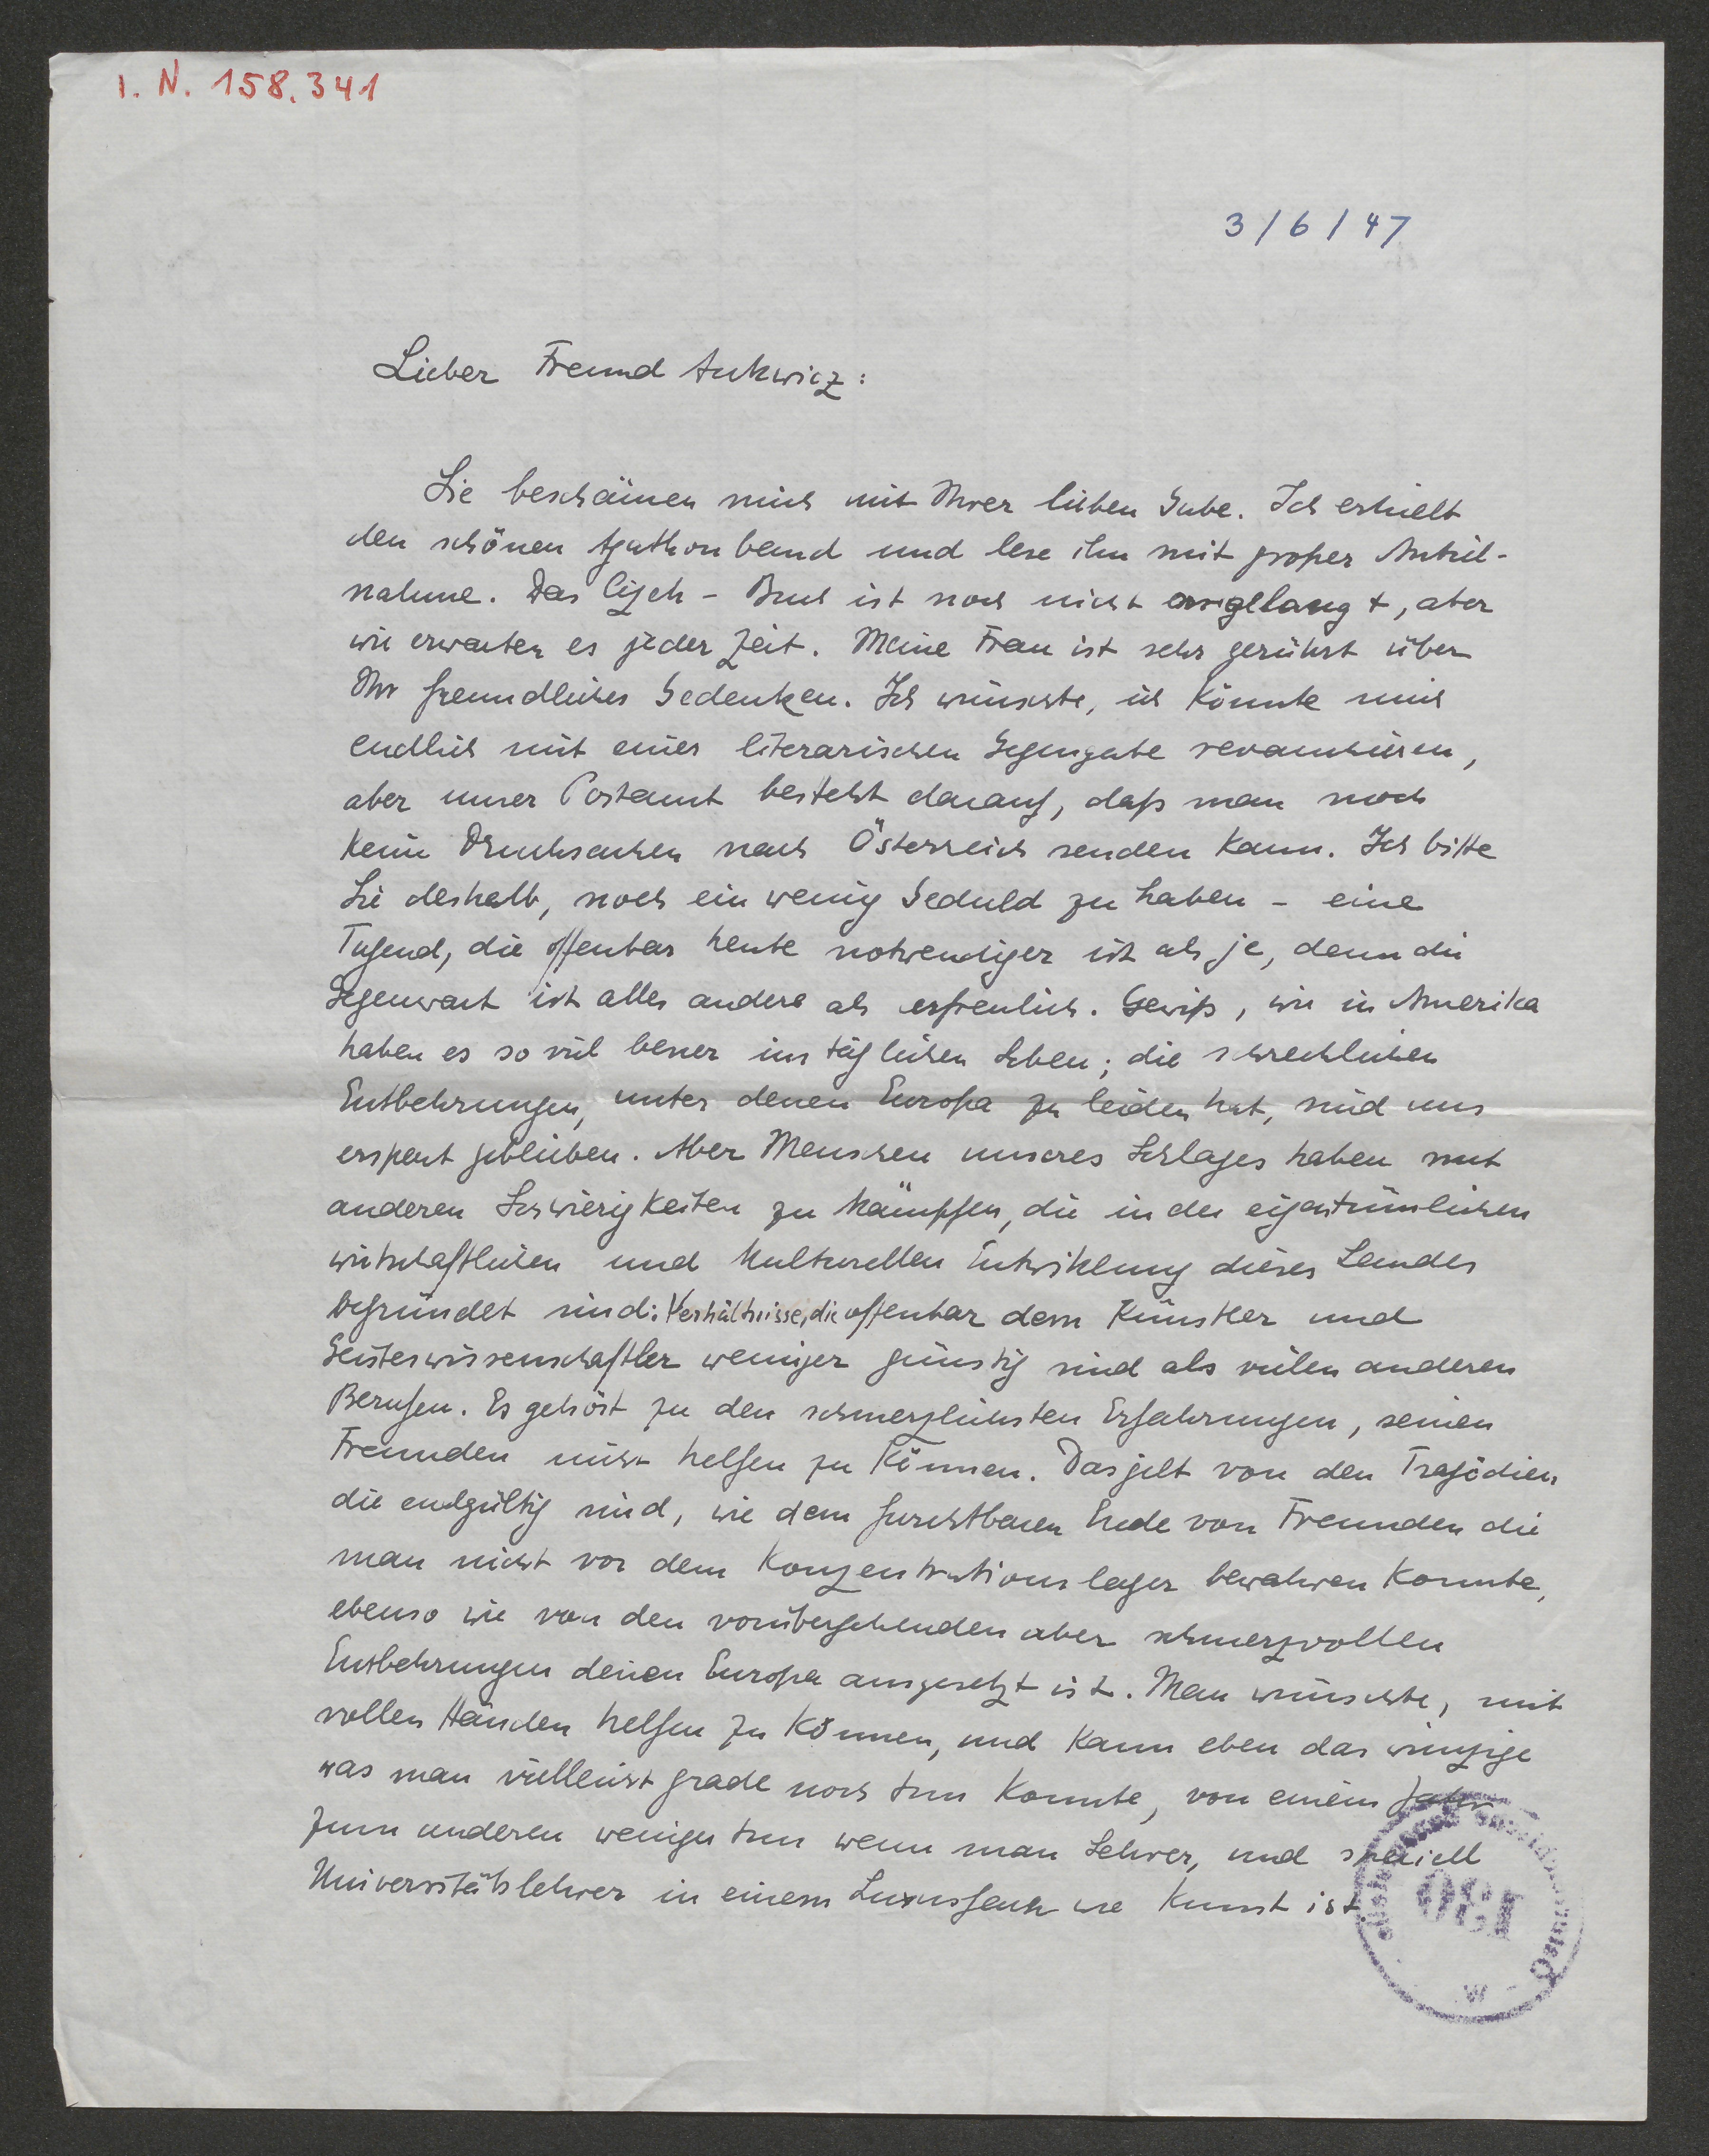 I. N. 158.341
3/6/47
Lieber Freund Ankwicz:
Sie beschämen mich mit Ihrer lieben Gabe. Ich erhielt
den schönen Agathonband und lese ihn mit großer Anteil-
nahme. Das Cizek-Buch ist noch nicht angelangt, aber
wir erwarten es jeder Zeit. Meine Frau ist sehr gerührt über
Ihr freundliches Gedenken. Ich wünschte, ich könnte mich
endlich mit einer literarischen Gegengabe revanchieren,
aber unser Postamt besteht darauf, daß man noch
keine Drucksachen nach Österreich senden kann. Ich bitte
Sie deshalb, noch ein wenig Geduld zu haben - eine
Tugend, die offenbar heute notwendiger ist als je, denn die
Gegenwart ist alles andere als erfreulich. Gewiß, wir in Amerika
haben es so viel besser im täglichen Leben; die schrecklichen
Entbehrungen, unter denen Europa zu leiden hat, sind uns
erspart geblieben. Aber Menschen unseres Schlages haben mit
anderen Schwierigkeiten zu kämpfen, die in der eigentümlichen
wirtschaftlichen und kulturellen Entwicklung dieses Landes
begründet sind: Verhältnisse, die offenbar dem Künstler und
Geisteswissenschaftler weniger günstig sind als vielen anderen
Berufen. Es gehört zu den schmerzlichsten Erfahrungen, seinen
Freunden nicht helfen zu können. Das gilt von den Tragödien
die endgültig sind, wie dem furchtbaren Ende von Freunden die
man nicht vor dem Konzentrationslager bewahren konnte,
ebenso wie von den vorübergehenden aber schmerzvollen
Entbehrungen denen Europa ausgesetzt ist. Man wünschte, mit
vollen Händen helfen zu können, und kann eben das winzige
was man vielleicht grade noch tun konnte, von einem Jahr
zum anderen weniger tun wenn man Lehrer, und speziell
Universitätslehrer in einem Luxusfach wie Kunst ist
130